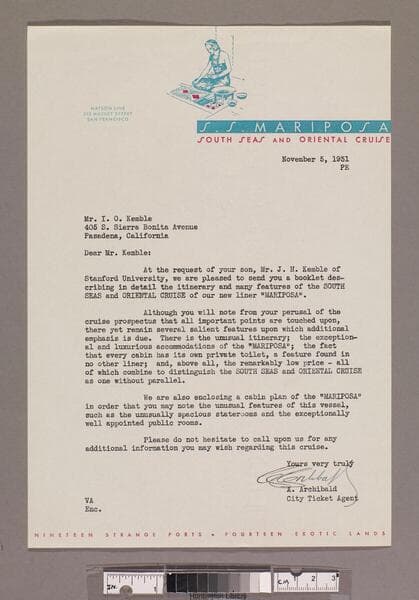 MATSON LINE
215 MARKET STREET
SAN FRANCISCO
S.S. MARIPOSA
SOUTH SEAS AND ORIENTAL CRUISE
November 5, 1931
PE
Mr. I. O. Kemble
405 S. Sierra Bonita Avenue
Pasadena, California
Dear Mr. Kemble:
At the request of your son, Mr. J. H. Kemble of
Stanford University, we are pleased to send you a booklet des-
cribing in detail the itinerary and many features of the SOUTH
SEAS and ORIENTAL CRUISE of our new liner "MARIPOSA".
Although you will note from your perusal of the
cruise prospectus that all important points are touched upon,
there yet remain several salient features upon which additional
emphasis is due. There is the unusual itinerary; the exception-
al and luxurious accommodations of the "MARIPOSA"; the fact
that every cabin has its own private toilet, a feature found in
no other liner; and, above all, the remarkably low price - all
of which combine to distinguish the SOUTH SEAS and ORIENTAL CRUISE
as one without parallel.
We are also enclosing a cabin plan of the "MARIPOSA"
in order that you may note the unusual features of this vessel,
such as the unusually spacious staterooms and the exceptionally
well appointed public rooms.
Please do not hesitate to call upon us for any
additional information you may wish regarding this cruise.
Yours very truly
A. Archibald
City Ticket Agent
VA
Enc.
NINETEEN STRANGE PORTS • FOURTEEN EXOTIC LANDS
IN. 1
CM 1 2 3
Huntington Library